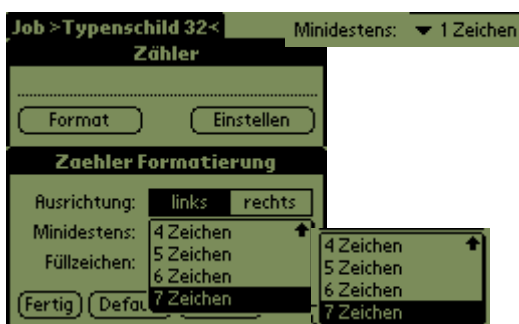 Job >Typenschild 32<
Minidestens: 1 Zeichen
Zähler
Format Einstellen
Zaehler Formatierung
Ausrichtung: links rechts
Minidestens: 4 Zeichen
5 Zeichen
Füllzeichen: 6 Zeichen
7 Zeichen
Fertig
4 Zeichen
5 Zeichen
6 Zeichen
7 Zeichen